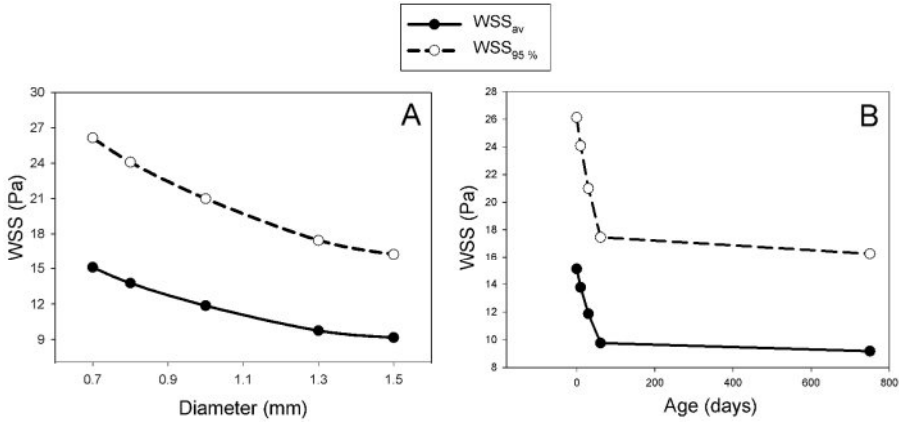 WSSav
WSS95 %
A
30
27
24
21
18
15
12
9
WSS (Pa)
0.7 0.9 1.1 1.3 1.5
Diameter (mm)
B
28
26
24
22
20
18
16
14
12
10
8
WSS (Pa)
0 200 400 600 800
Age (days)